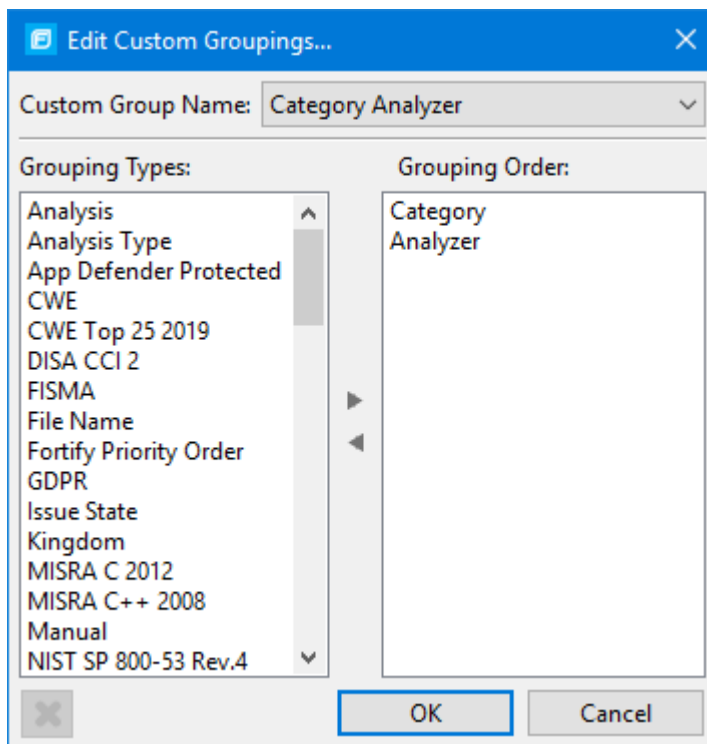 Edit Custom Groupings...
Custom Group Name: Category Analyzer
Grouping Types:
Grouping Order:
Analysis
Analysis Type
App Defender Protected
CWE
CWE Top 25 2019
DISA CCI 2
FISMA
File Name
Fortify Priority Order
GDPR
Issue State
Kingdom
MISRA C 2012
MISRA C++ 2008
Manual
NIST SP 800-53 Rev.4
Category
Analyzer
OK
Cancel